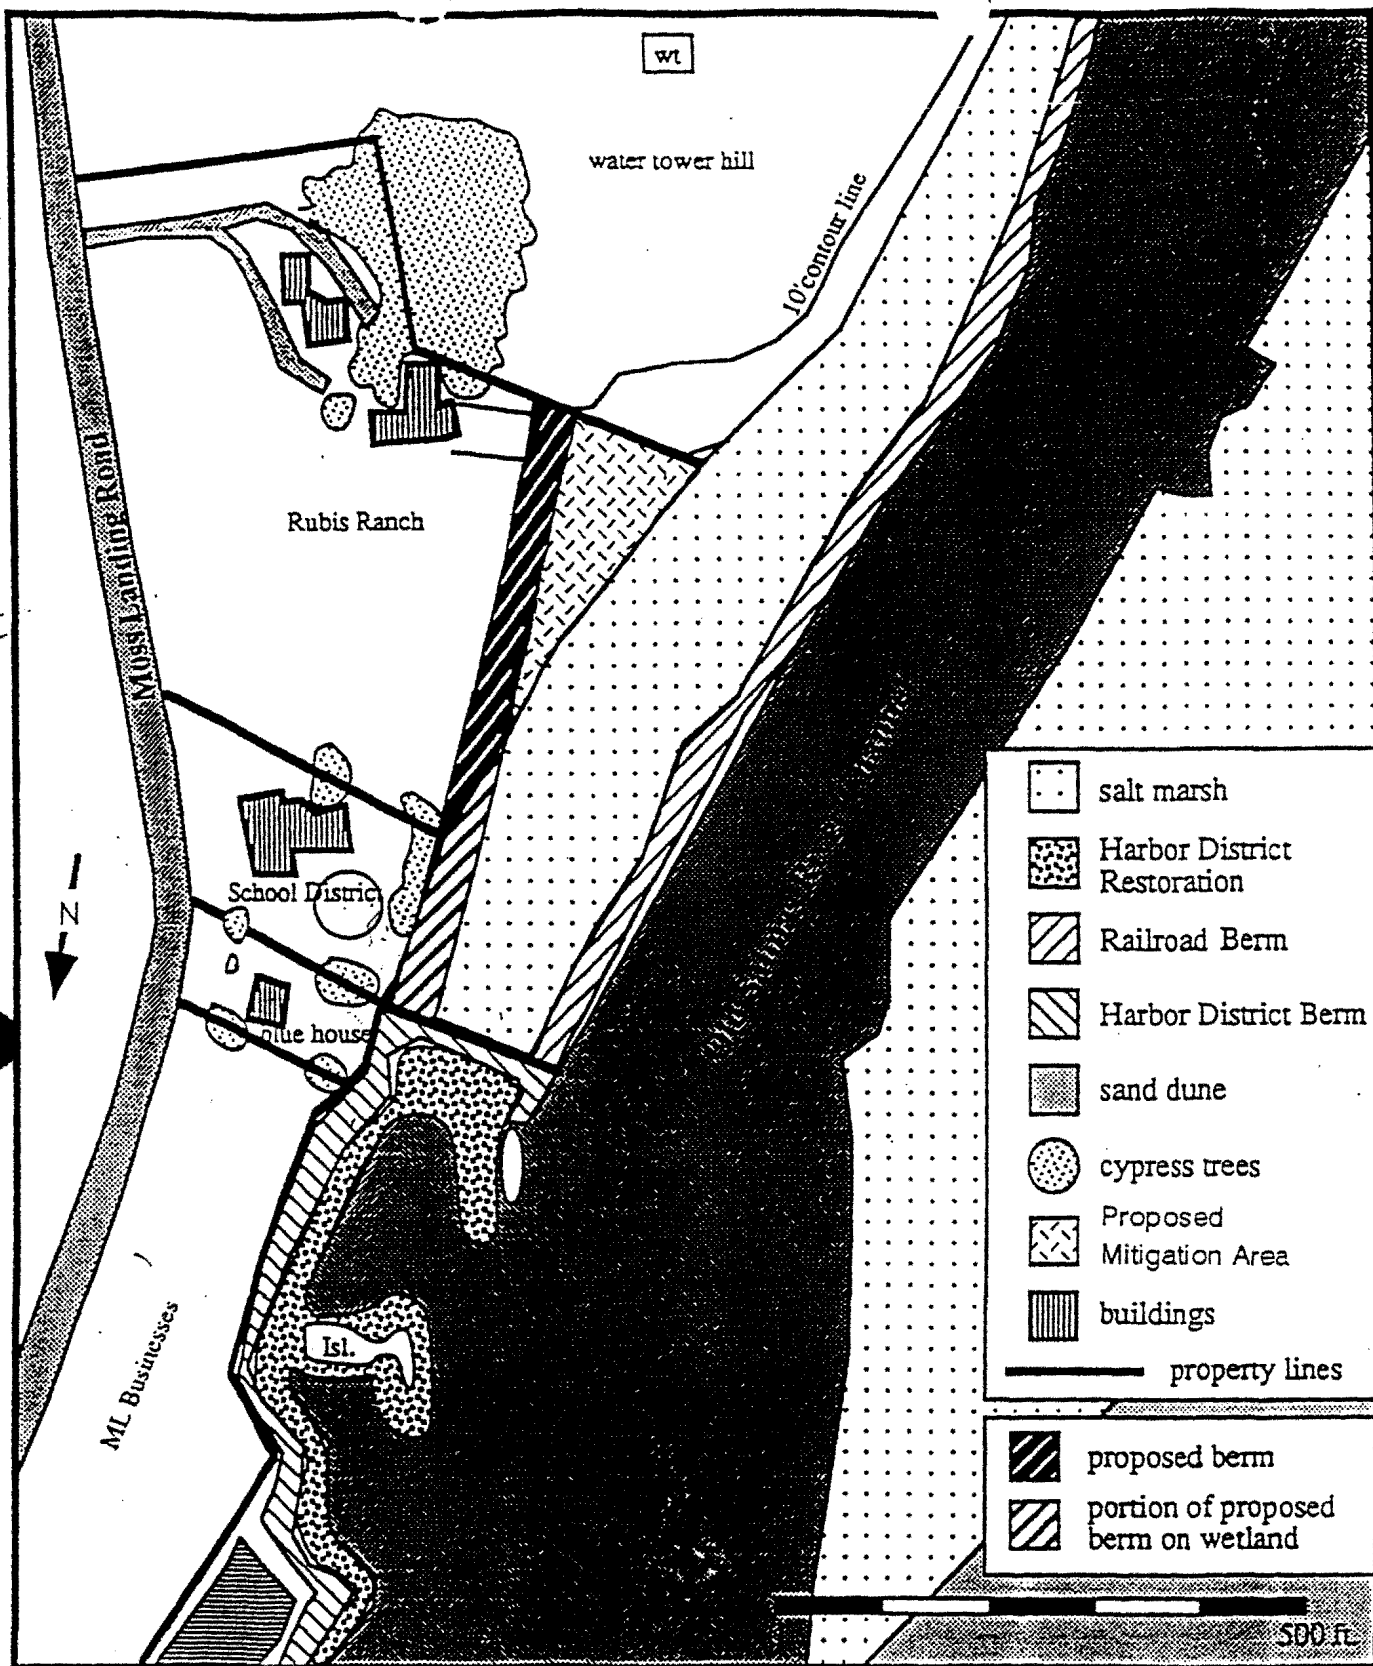 wt
water tower hill
10'contour line
Moss Landing Road
Rubis Ranch
School District
blue house
N
ML Businesses
Isl.
salt marsh
Harbor District
Restoration
Railroad Berm
Harbor District Berm
sand dune
cypress trees
Proposed
Mitigation Area
buildings
property lines
proposed berm
portion of proposed
berm on wetland
500 ft.